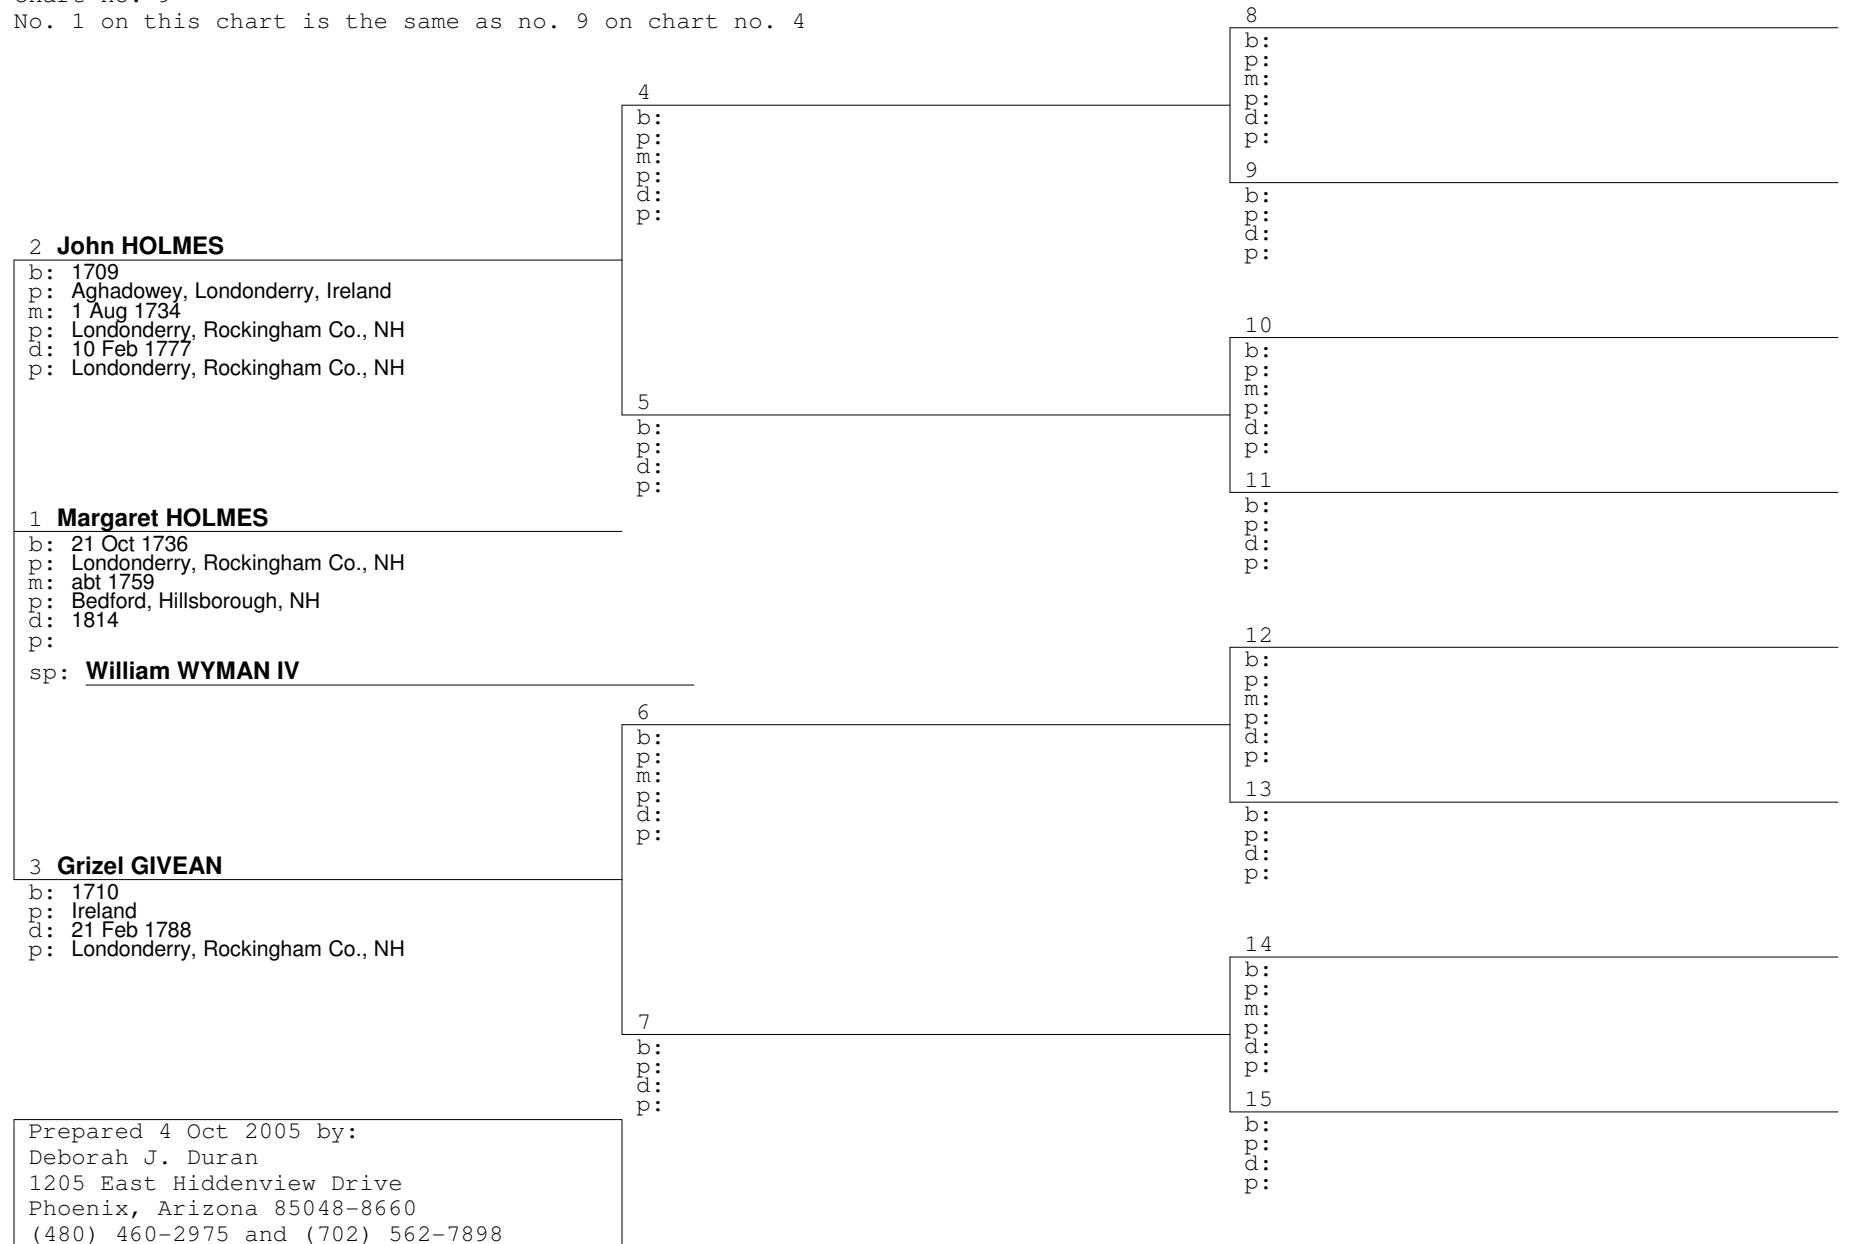 Chart no. 9
No. 1 on this chart is the same as no. 9 on chart no. 4
2 John HOLMES
b: 1709
p: Aghadowey, Londonderry, Ireland
m: 1 Aug 1734
p: Londonderry, Rockingham Co., NH
d: 10 Feb 1777
p: Londonderry, Rockingham Co., NH
1 Margaret HOLMES
b: 21 Oct 1736
p: Londonderry, Rockingham Co., NH
m: abt 1759
p: Bedford, Hillsborough, NH
d: 1814
p:
sp: William WYMAN IV
3 Grizel GIVEAN
b: 1710
p: Ireland
d: 21 Feb 1788
p: Londonderry, Rockingham Co., NH
Prepared 4 Oct 2005 by:
Deborah J. Duran
1205 East Hiddenview Drive
Phoenix, Arizona 85048-8660
(480) 460-2975 and (702) 562-7898
4
b:
p:
m:
p:
d:
p:
5
b:
p:
d:
p:
6
b:
p:
m:
p:
d:
p:
7
b:
p:
d:
p:
8
b:
p:
m:
p:
d:
p:
9
b:
p:
d:
p:
10
b:
p:
m:
p:
d:
p:
11
b:
p:
d:
p:
12
b:
p:
m:
p:
d:
p:
13
b:
p:
d:
p:
14
b:
p:
m:
p:
d:
p:
15
b:
p:
d:
p: